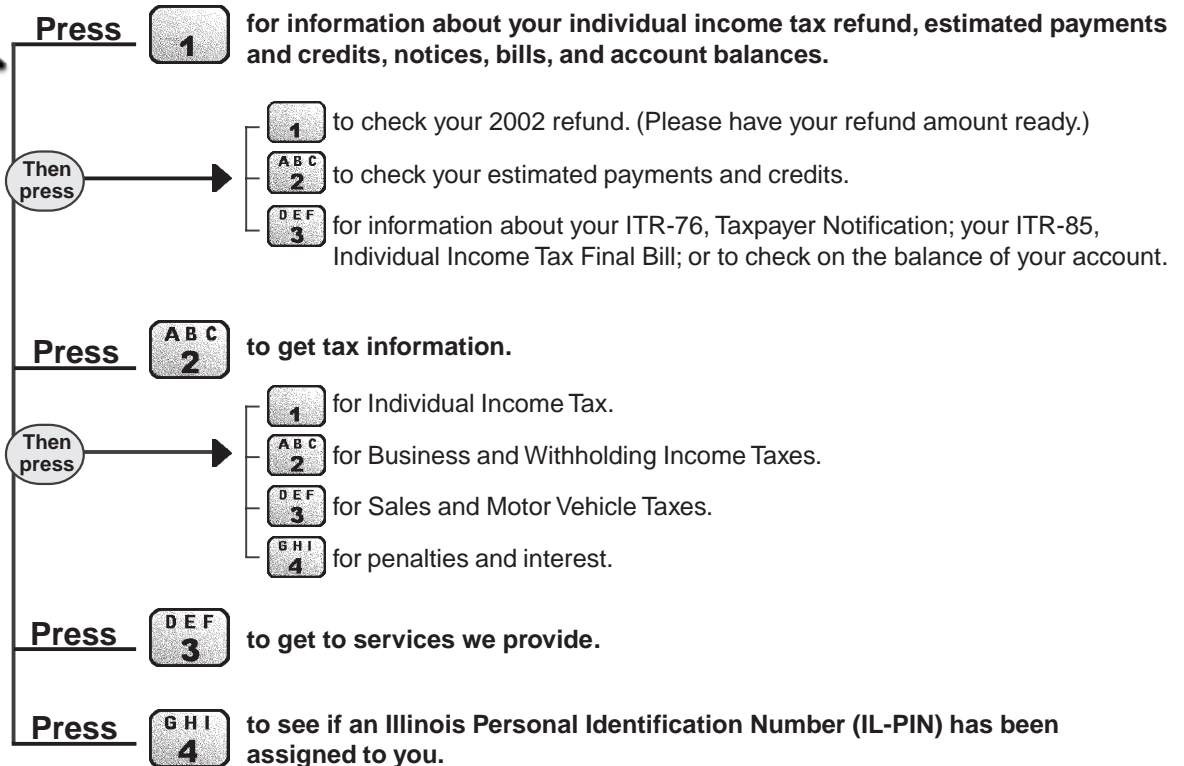 Press 1 for information about your individual income tax refund, estimated payments
and credits, notices, bills, and account balances.
Then
press
1 to check your 2002 refund. (Please have your refund amount ready.)
ABC
2 to check your estimated payments and credits.
DEF
3 for information about your ITR-76, Taxpayer Notification; your ITR-85,
Individual Income Tax Final Bill; or to check on the balance of your account.
Press ABC
2 to get tax information.
Then
press
1 for Individual Income Tax.
ABC
2 for Business and Withholding Income Taxes.
DEF
3 for Sales and Motor Vehicle Taxes.
GHI
4 for penalties and interest.
Press DEF
3 to get to services we provide.
Press GHI
4 to see if an Illinois Personal Identification Number (IL-PIN) has been
assigned to you.